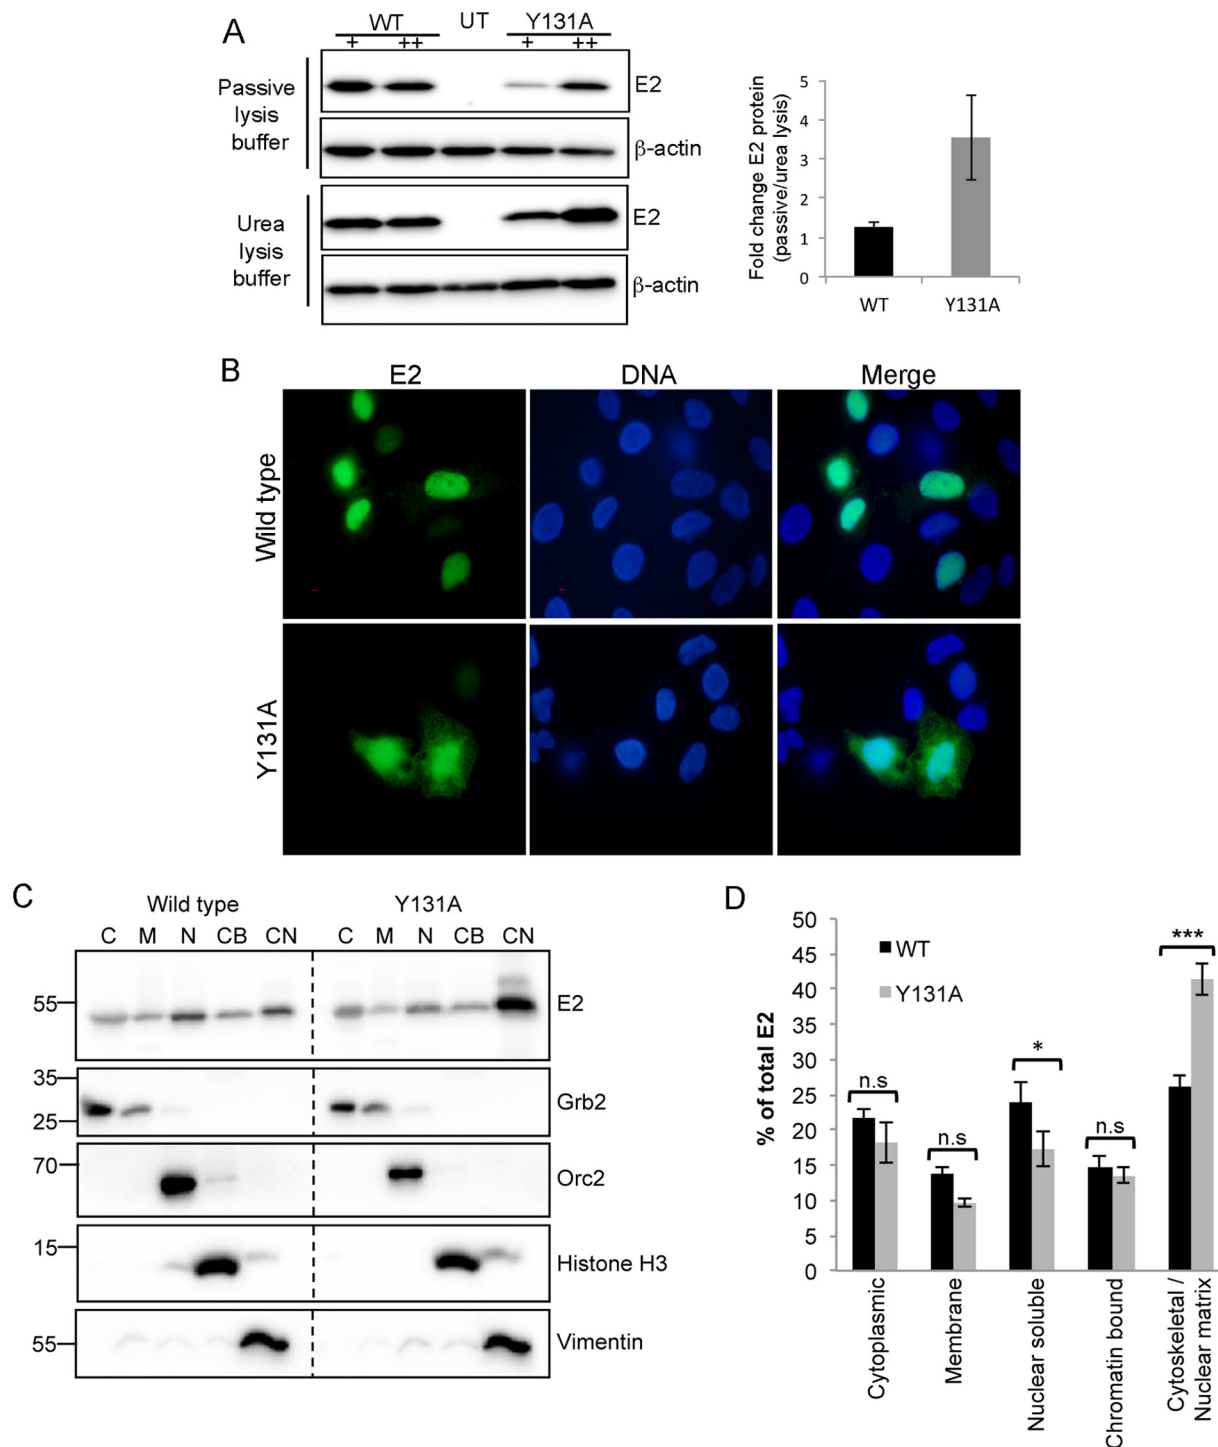 A
WT UT Y131A
+ ++ + ++
Passive
lysis
buffer
E2
β-actin
Urea
lysis
buffer
E2
β-actin
Fold change E2 protein
(passive/urea lysis)
5
4
3
2
1
0
WT Y131A
B
E2 DNA Merge
Wild type
Y131A
C
Wild type Y131A
C M N CB CN C M N CB CN
55
E2
40
35
Grb2
25
70
Orc2
15
Histone H3
55
Vimentin
D
% of total E2
50
45
40
35
30
25
20
15
10
5
0
WT
Y131A
n.s
n.s
*
n.s
***
Cytoplasmic
Membrane
Nuclear soluble
Chromatin bound
Cytoskeletal /
Nuclear matrix